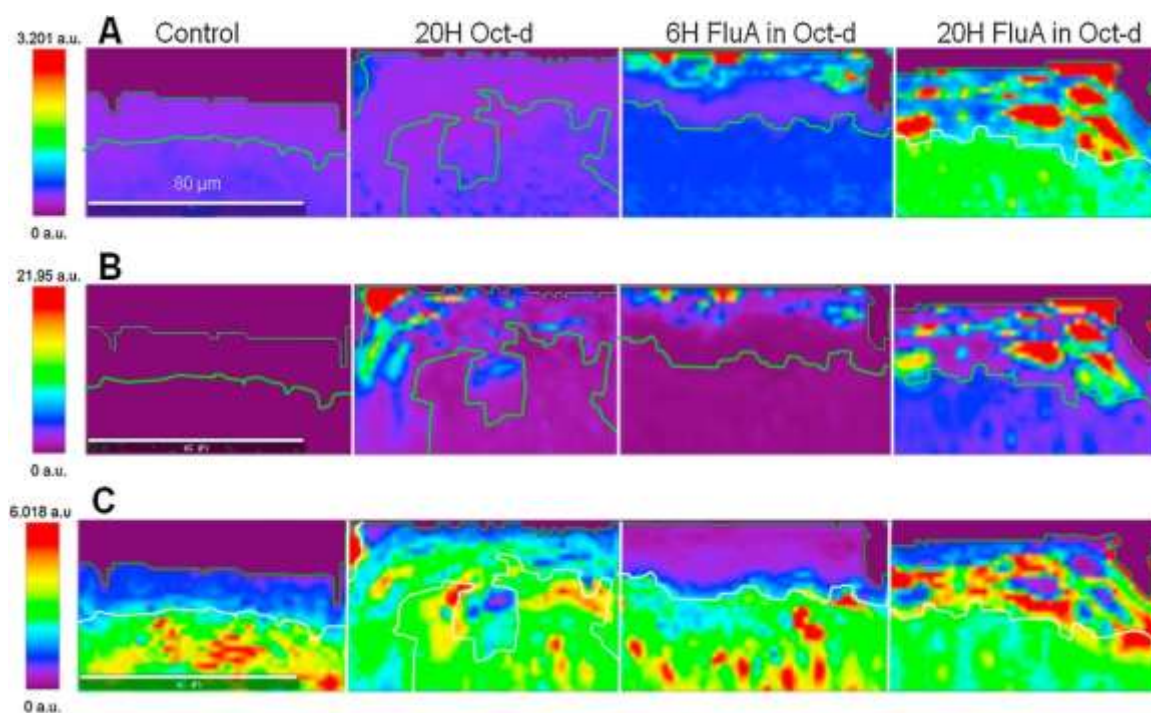 A Control 20H Oct-d 6H FluA in Oct-d 20H FluA in Oct-d
3.201 a.u.
80 µm
0 a.u.
B
21.95 a.u.
0 a.u.
C
6.018 a.u
0 a.u.